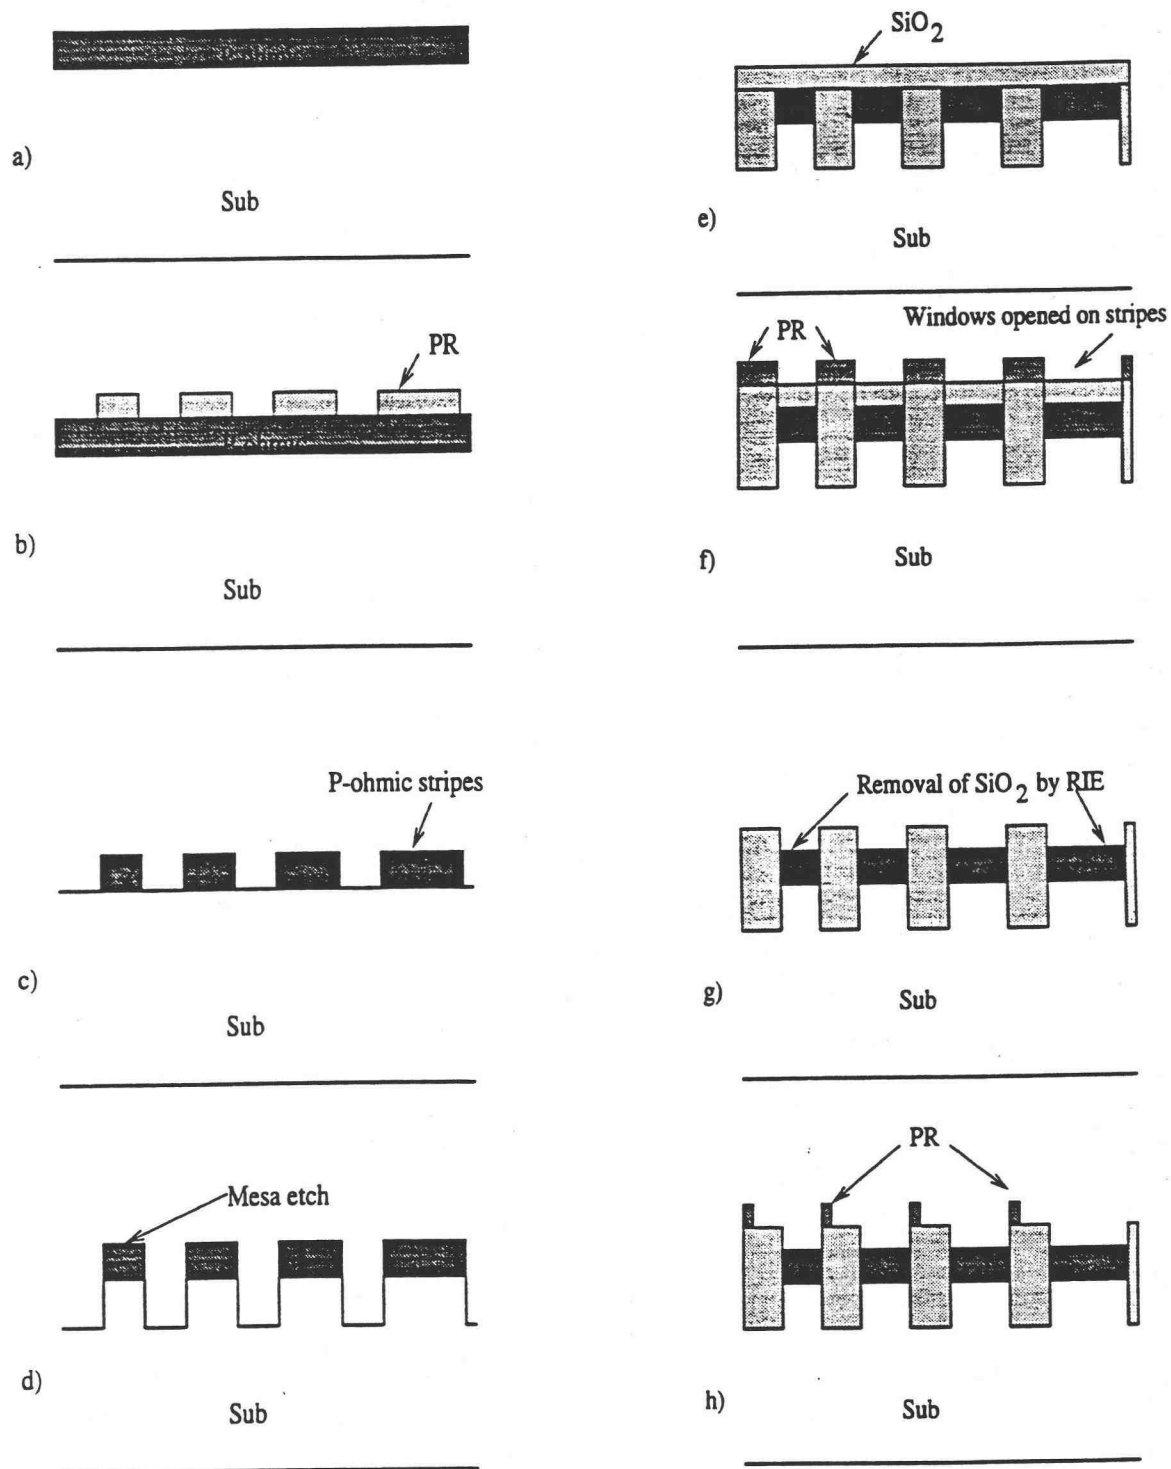 a)
Sub
PR
b)
Sub
P-ohmic stripes
c)
Sub
Mesa etch
d)
Sub
SiO2
e)
Sub
Windows opened on stripes
PR
f)
Sub
Removal of SiO2 by RIE
g)
Sub
PR
h)
Sub